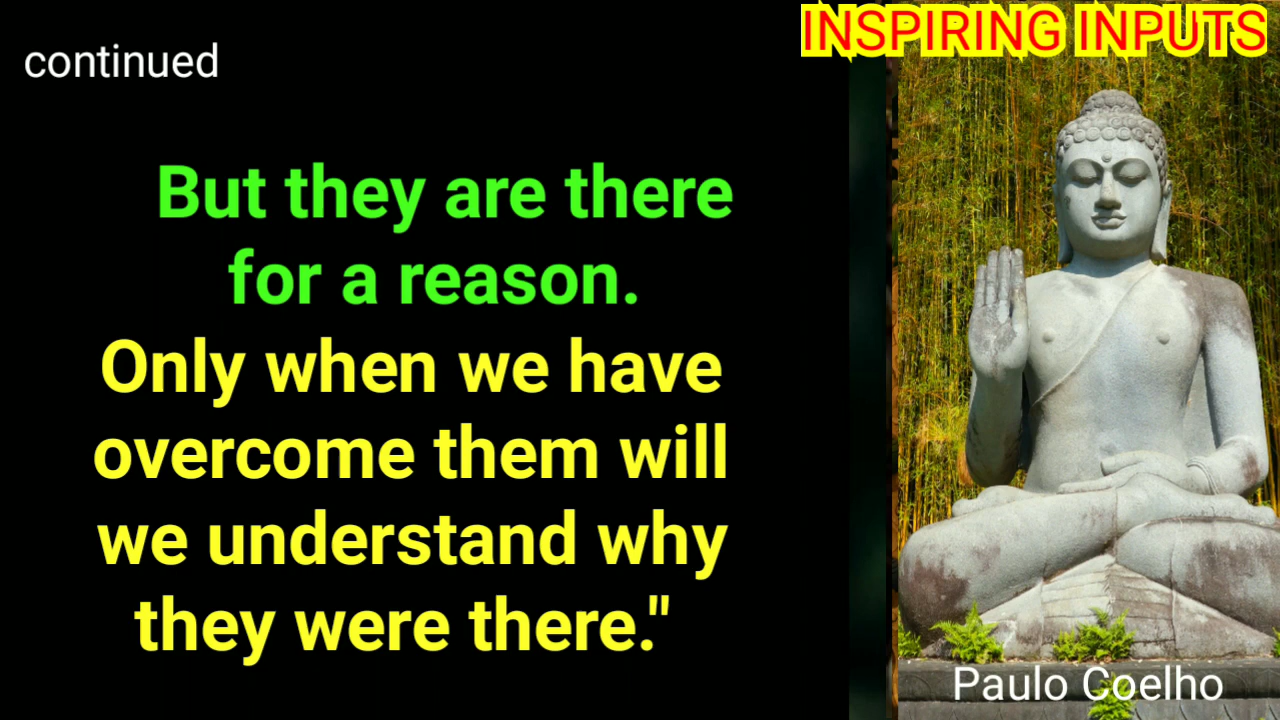 INSPIRING INPUTS
continued
But they are there
for a reason.
Only when we have
overcome them will
we understand why
they were there."
Paulo Coelho